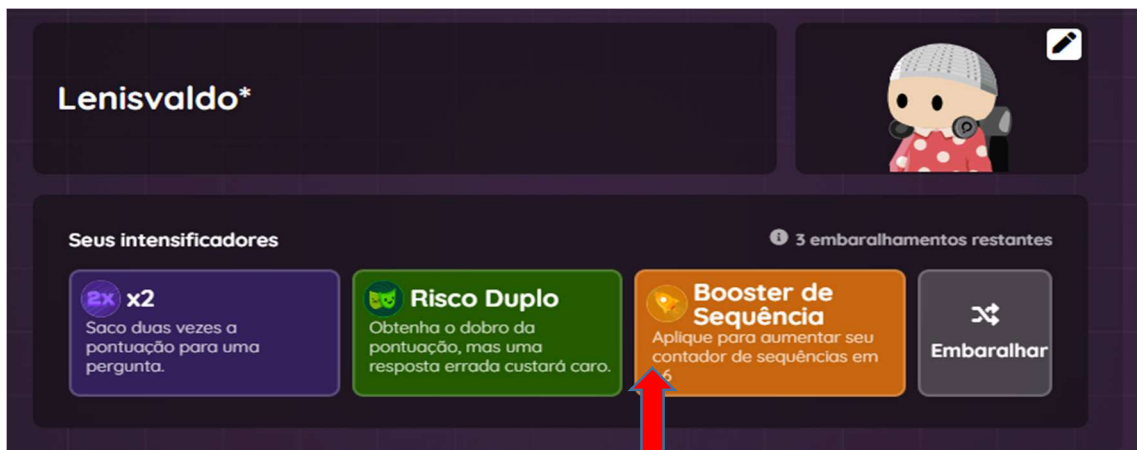 Lenisvaldo*
Seus intensificadores
3 embaralhamentos restantes
2x x2
Saco duas vezes a
pontuação para uma
pergunta.
Risco Duplo
Obtenha o dobro da
pontuação, mas uma
resposta errada custará caro.
Booster de
Sequência
Aplique para aumentar seu
contador de sequências em
6
Embaralhar